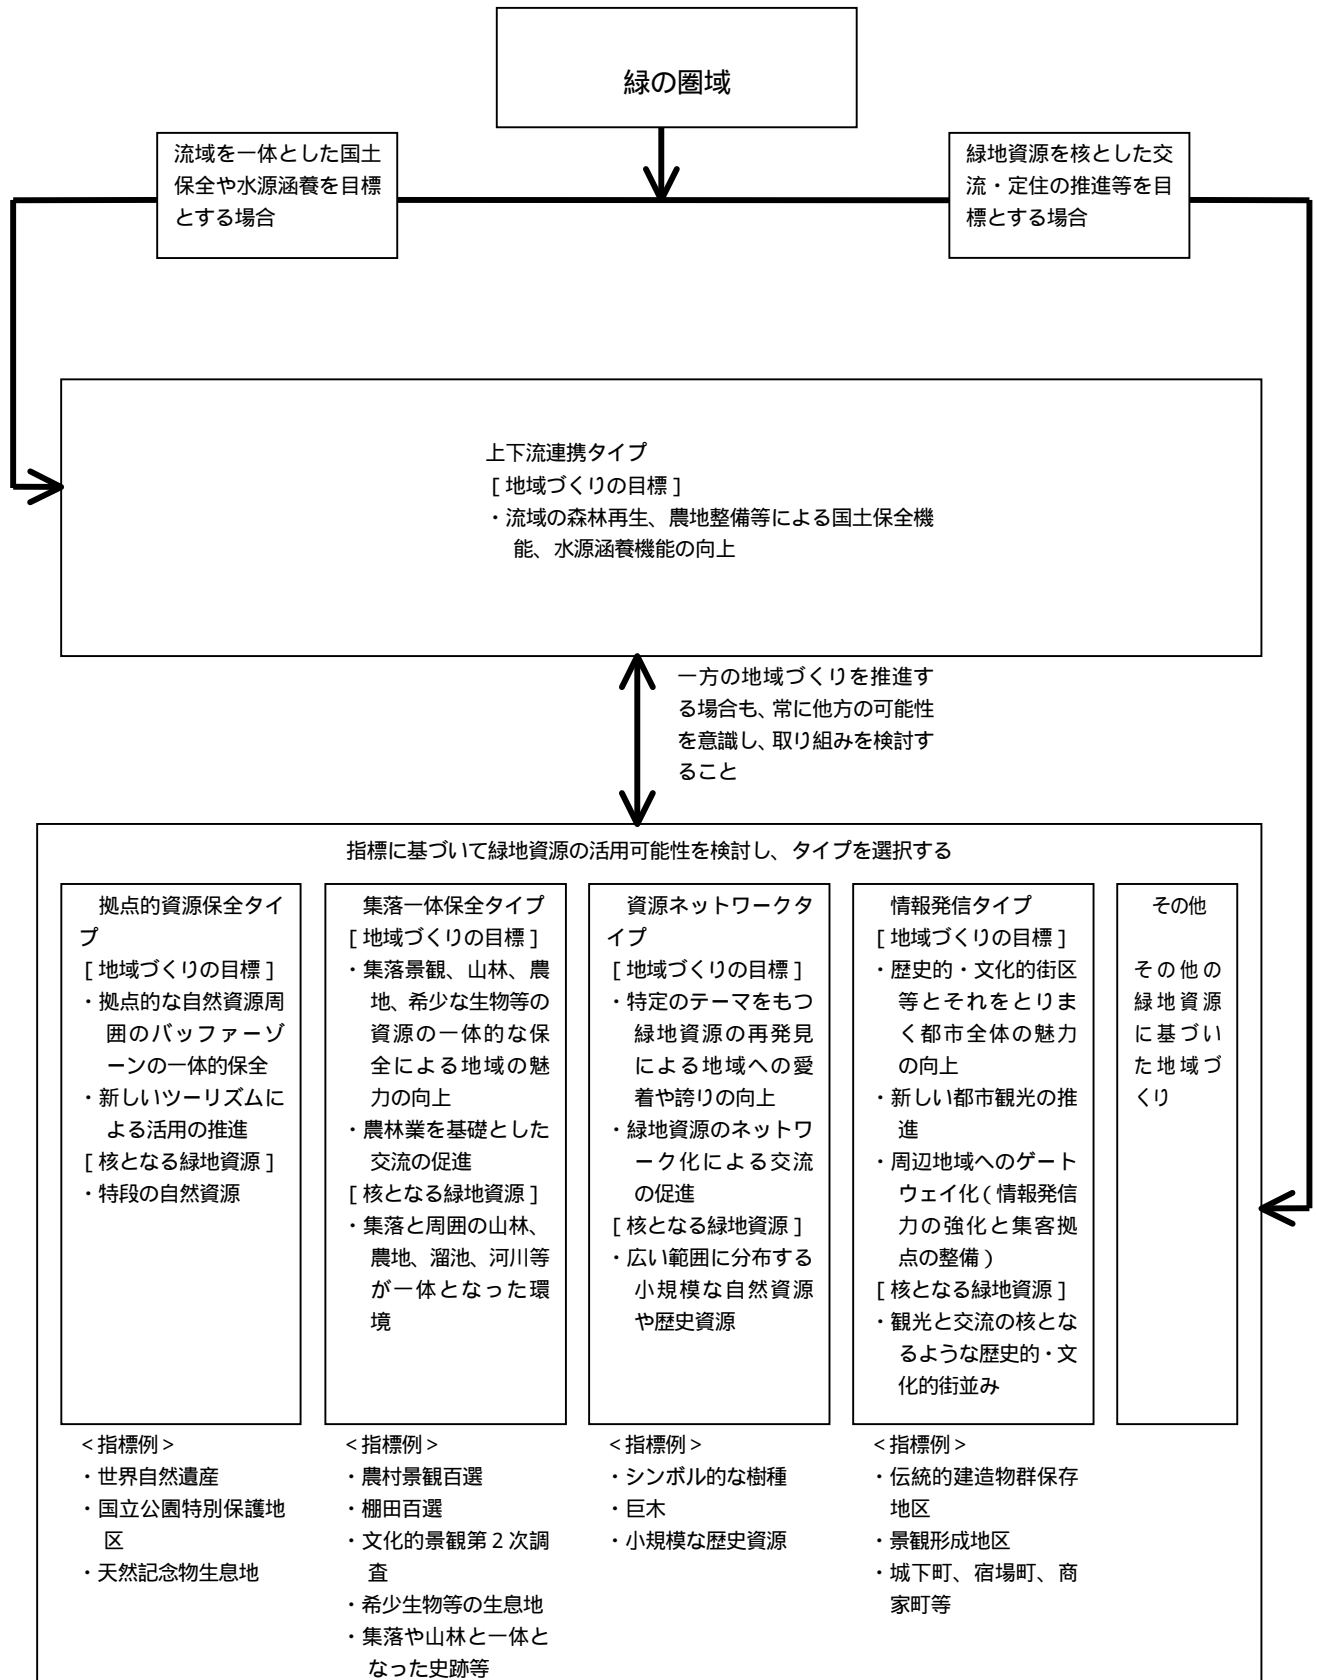 緑の圏域
流域を一体とした国土
保全や水源涵養を目標
とする場合
緑地資源を核とした交
流・定住の推進等を目
標とする場合
上下流連携タイプ
[ 地域づくりの目標 ]
・流域の森林再生、農地整備等による国土保全機
能、水源涵養機能の向上
一方の地域づくりを推進す
る場合も、常に他方の可能性
を意識し、取り組みを検討す
ること
指標に基づいて緑地資源の活用可能性を検討し、タイプを選択する
拠点的資源保全タイ
プ
[ 地域づくりの目標 ]
・拠点的な自然資源周
囲のバッファーゾ
ーンの一体的保全
・新しいツーリズムに
よる活用の推進
[ 核となる緑地資源 ]
・特段の自然資源
<指標例>
・世界自然遺産
・国立公園特別保護地
区
・天然記念物生息地
集落一体保全タイプ
[ 地域づくりの目標 ]
・集落景観、山林、農
地、希少な生物等の
資源の一体的な保
全による地域の魅
力の向上
・農林業を基礎とした
交流の促進
[ 核となる緑地資源 ]
・集落と周囲の山林、
農地、溜池、河川等
が一体となった環
境
<指標例>
・農村景観百選
・棚田百選
・文化的景観第2次調
査
・希少生物等の生息地
・集落や山林と一体と
なった史跡等
資源ネットワークタ
イプ
[ 地域づくりの目標 ]
・特定のテーマをもつ
緑地資源の再発見
による地域への愛
着や誇りの向上
・緑地資源のネットワ
ーク化による交流
の促進
[ 核となる緑地資源 ]
・広い範囲に分布する
小規模な自然資源
や歴史資源
<指標例>
・シンボル的な樹種
・巨木
・小規模な歴史資源
情報発信タイプ
[ 地域づくりの目標 ]
・歴史的・文化的街区
等とそれをとりま
く都市全体の魅力
の向上
・新しい都市観光の推
進
・周辺地域へのゲート
ウェイ化(情報発信
力の強化と集客拠
点の整備)
[ 核となる緑地資源 ]
・観光と交流の核とな
るような歴史的・文
化的街並み
<指標例>
・伝統的建造物群保存
地区
・景観形成地区
・城下町、宿場町、商
家町等
その他
その他の
緑地資源
に基づい
た地域づ
くり